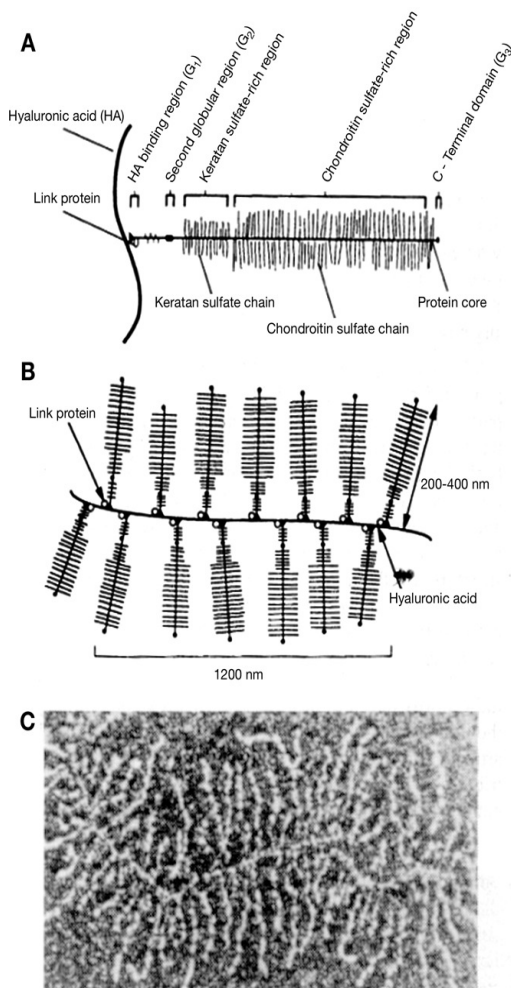 A
HA binding region (G1)
Second globular region (G2)
Keratan sulfate-rich region
Chondroitin sulfate-rich region
C - Terminal domain (G3)
Hyaluronic acid (HA)
Link protein
Keratan sulfate chain
Protein core
Chondroitin sulfate chain
B
Link protein
200-400 nm
Hyaluronic acid
1200 nm
C